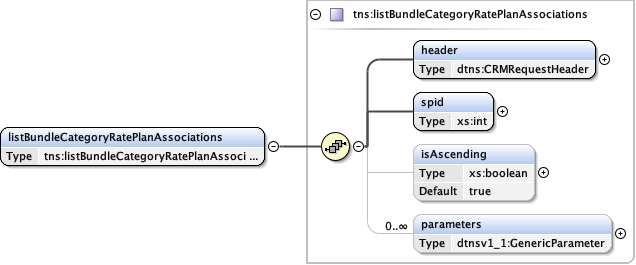 tns:listBundleCategoryRatePlanAssociations
header
Type dtns:CRMRequestHeader
spid
Type xs:int
listBundleCategoryRatePlanAssociations
Type tns:listBundleCategoryRatePlanAssoci ...
isAscending
Type xs:boolean
Default true
0..∞
parameters
Type dtnsv1_1:GenericParameter